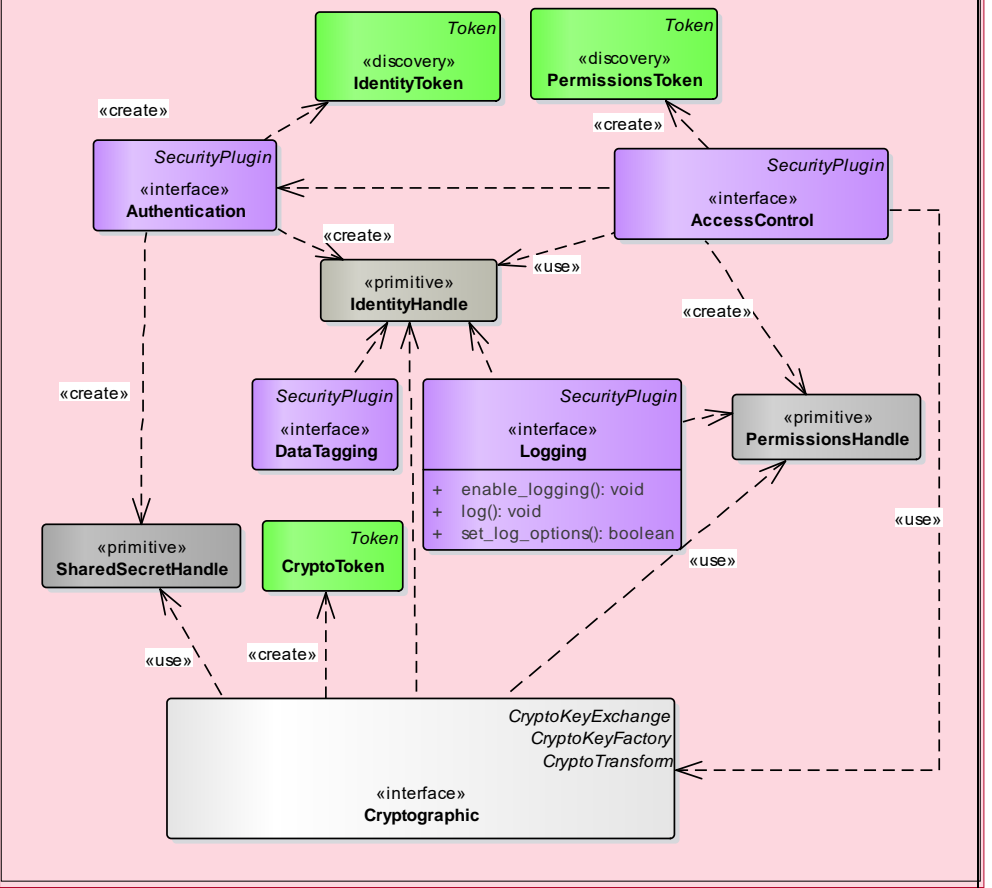 Token
«discovery»
IdentityToken
Token
«discovery»
PermissionsToken
«create»
«create»
SecurityPlugin
«interface»
Authentication
SecurityPlugin
«interface»
AccessControl
«create»
«use»
«primitive»
IdentityHandle
«create»
«create»
SecurityPlugin
«interface»
DataTagging
SecurityPlugin
«interface»
Logging
+ enable_logging(): void
+ log(): void
+ set_log_options(): boolean
«primitive»
PermissionsHandle
«use»
«primitive»
SharedSecretHandle
Token
CryptoToken
«use»
«use»
«create»
CryptoKeyExchange
CryptoKeyFactory
CryptoTransform
«interface»
Cryptographic